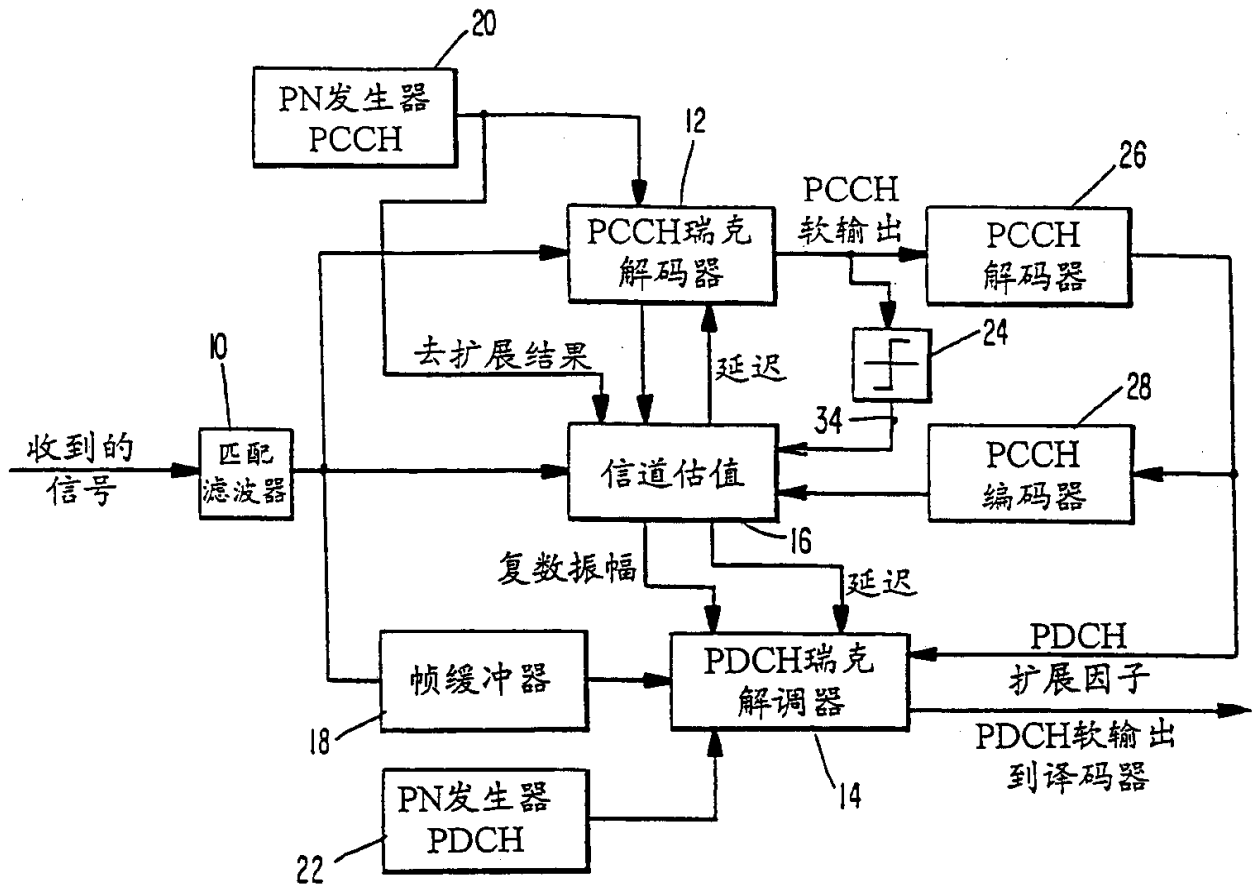 20
PN发生器
PCCH
12
PCCH瑞克
解码器
PCCH
软输出
26
PCCH
解码器
10
去扩展结果
延迟
24
34
28
收到的
信号
匹配
滤波器
信道估值
PCCH
编码器
16
复数振幅
延迟
帧缓冲器
18
PDCH瑞克
解调器
14
PDCH
扩展因子
PDCH软输出
到译码器
PN发生器
PDCH
22